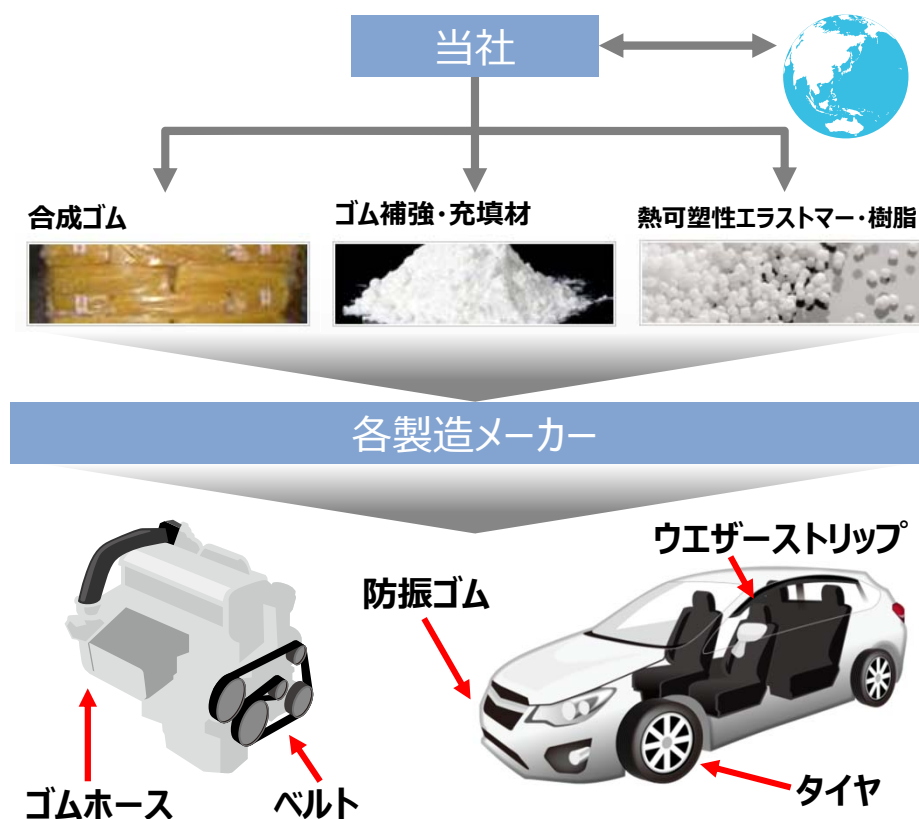 当社
合成ゴム
ゴム補強・充填材
熱可塑性エラストマー・樹脂
各製造メーカー
ウエザーストリップ
防振ゴム
ゴムホース
ベルト
タイヤ